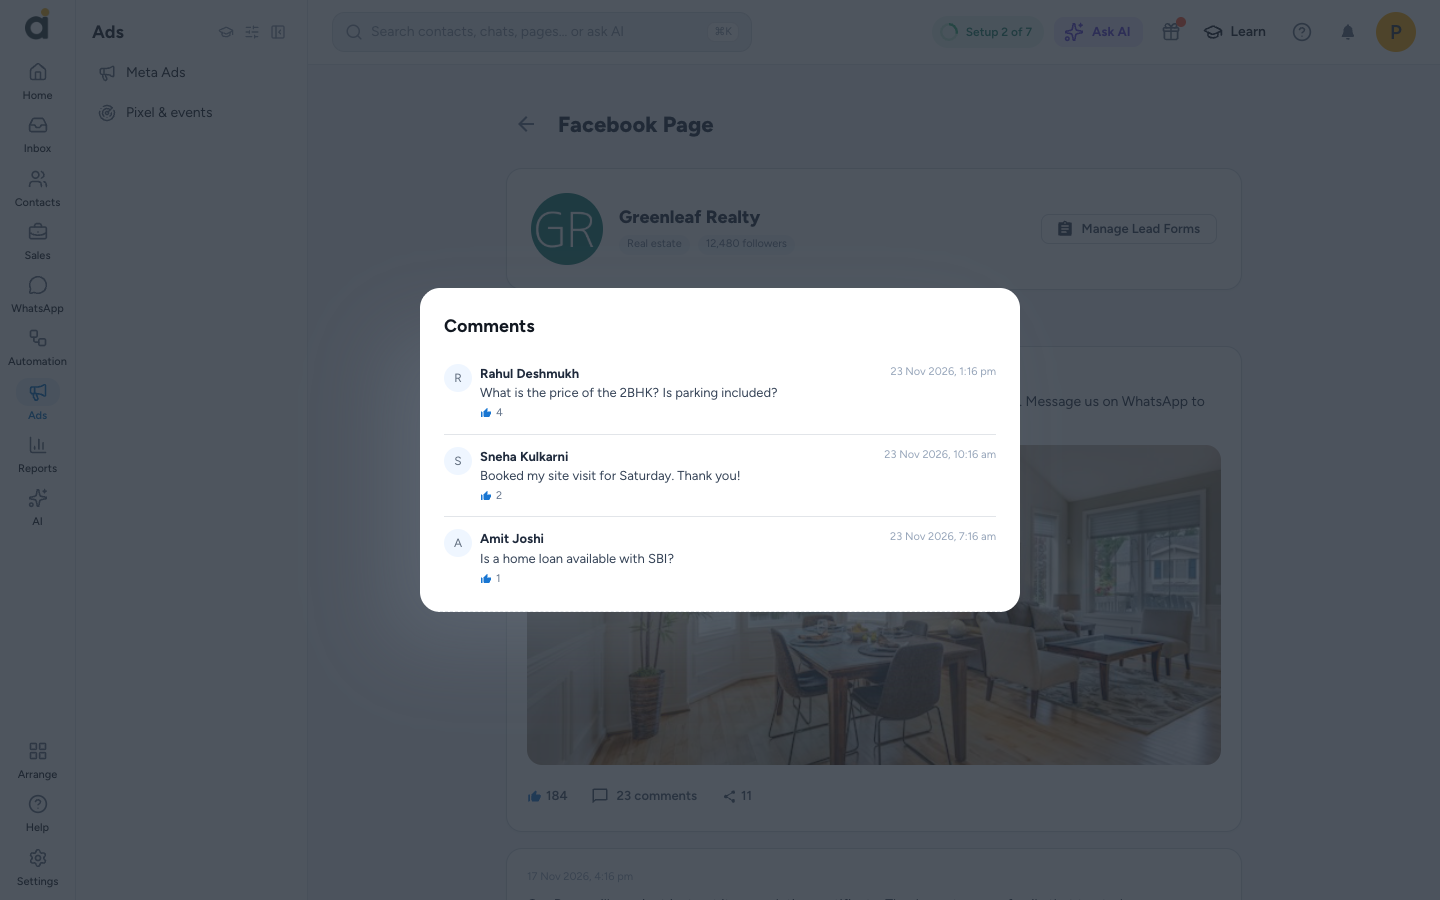 Ads
Search contacts, chats, pages... or ask AI
⌘K
Setup 2 of 7
Ask AI
Learn
P
Home
Inbox
Contacts
Sales
WhatsApp
Automation
Ads
Reports
AI
Arrange
Help
Settings
Meta Ads
Pixel & events
Facebook Page
GR
Greenleaf Realty
Real estate
12,480 followers
Manage Lead Forms
. Message us on WhatsApp to
Comments
R
Rahul Deshmukh
23 Nov 2026, 1:16 pm
What is the price of the 2BHK? Is parking included?
4
S
Sneha Kulkarni
23 Nov 2026, 10:16 am
Booked my site visit for Saturday. Thank you!
2
A
Amit Joshi
23 Nov 2026, 7:16 am
Is a home loan available with SBI?
1
184
23 comments
11
17 Nov 2026, 4:16 pm